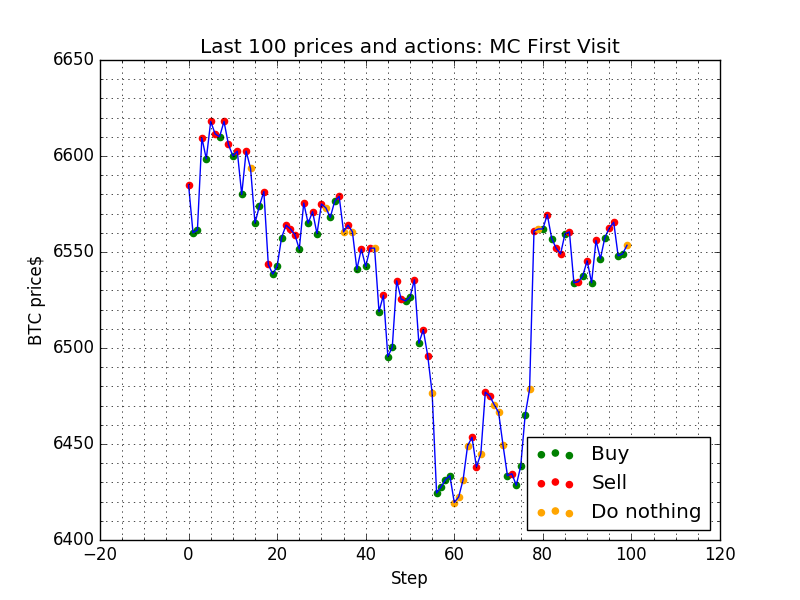 Last 100 prices and actions: MC First Visit
6650
6600
6550
6500
6450
6400
BTC price$
Buy
Sell
Do nothing
−20 0 20 40 60 80 100 120
Step